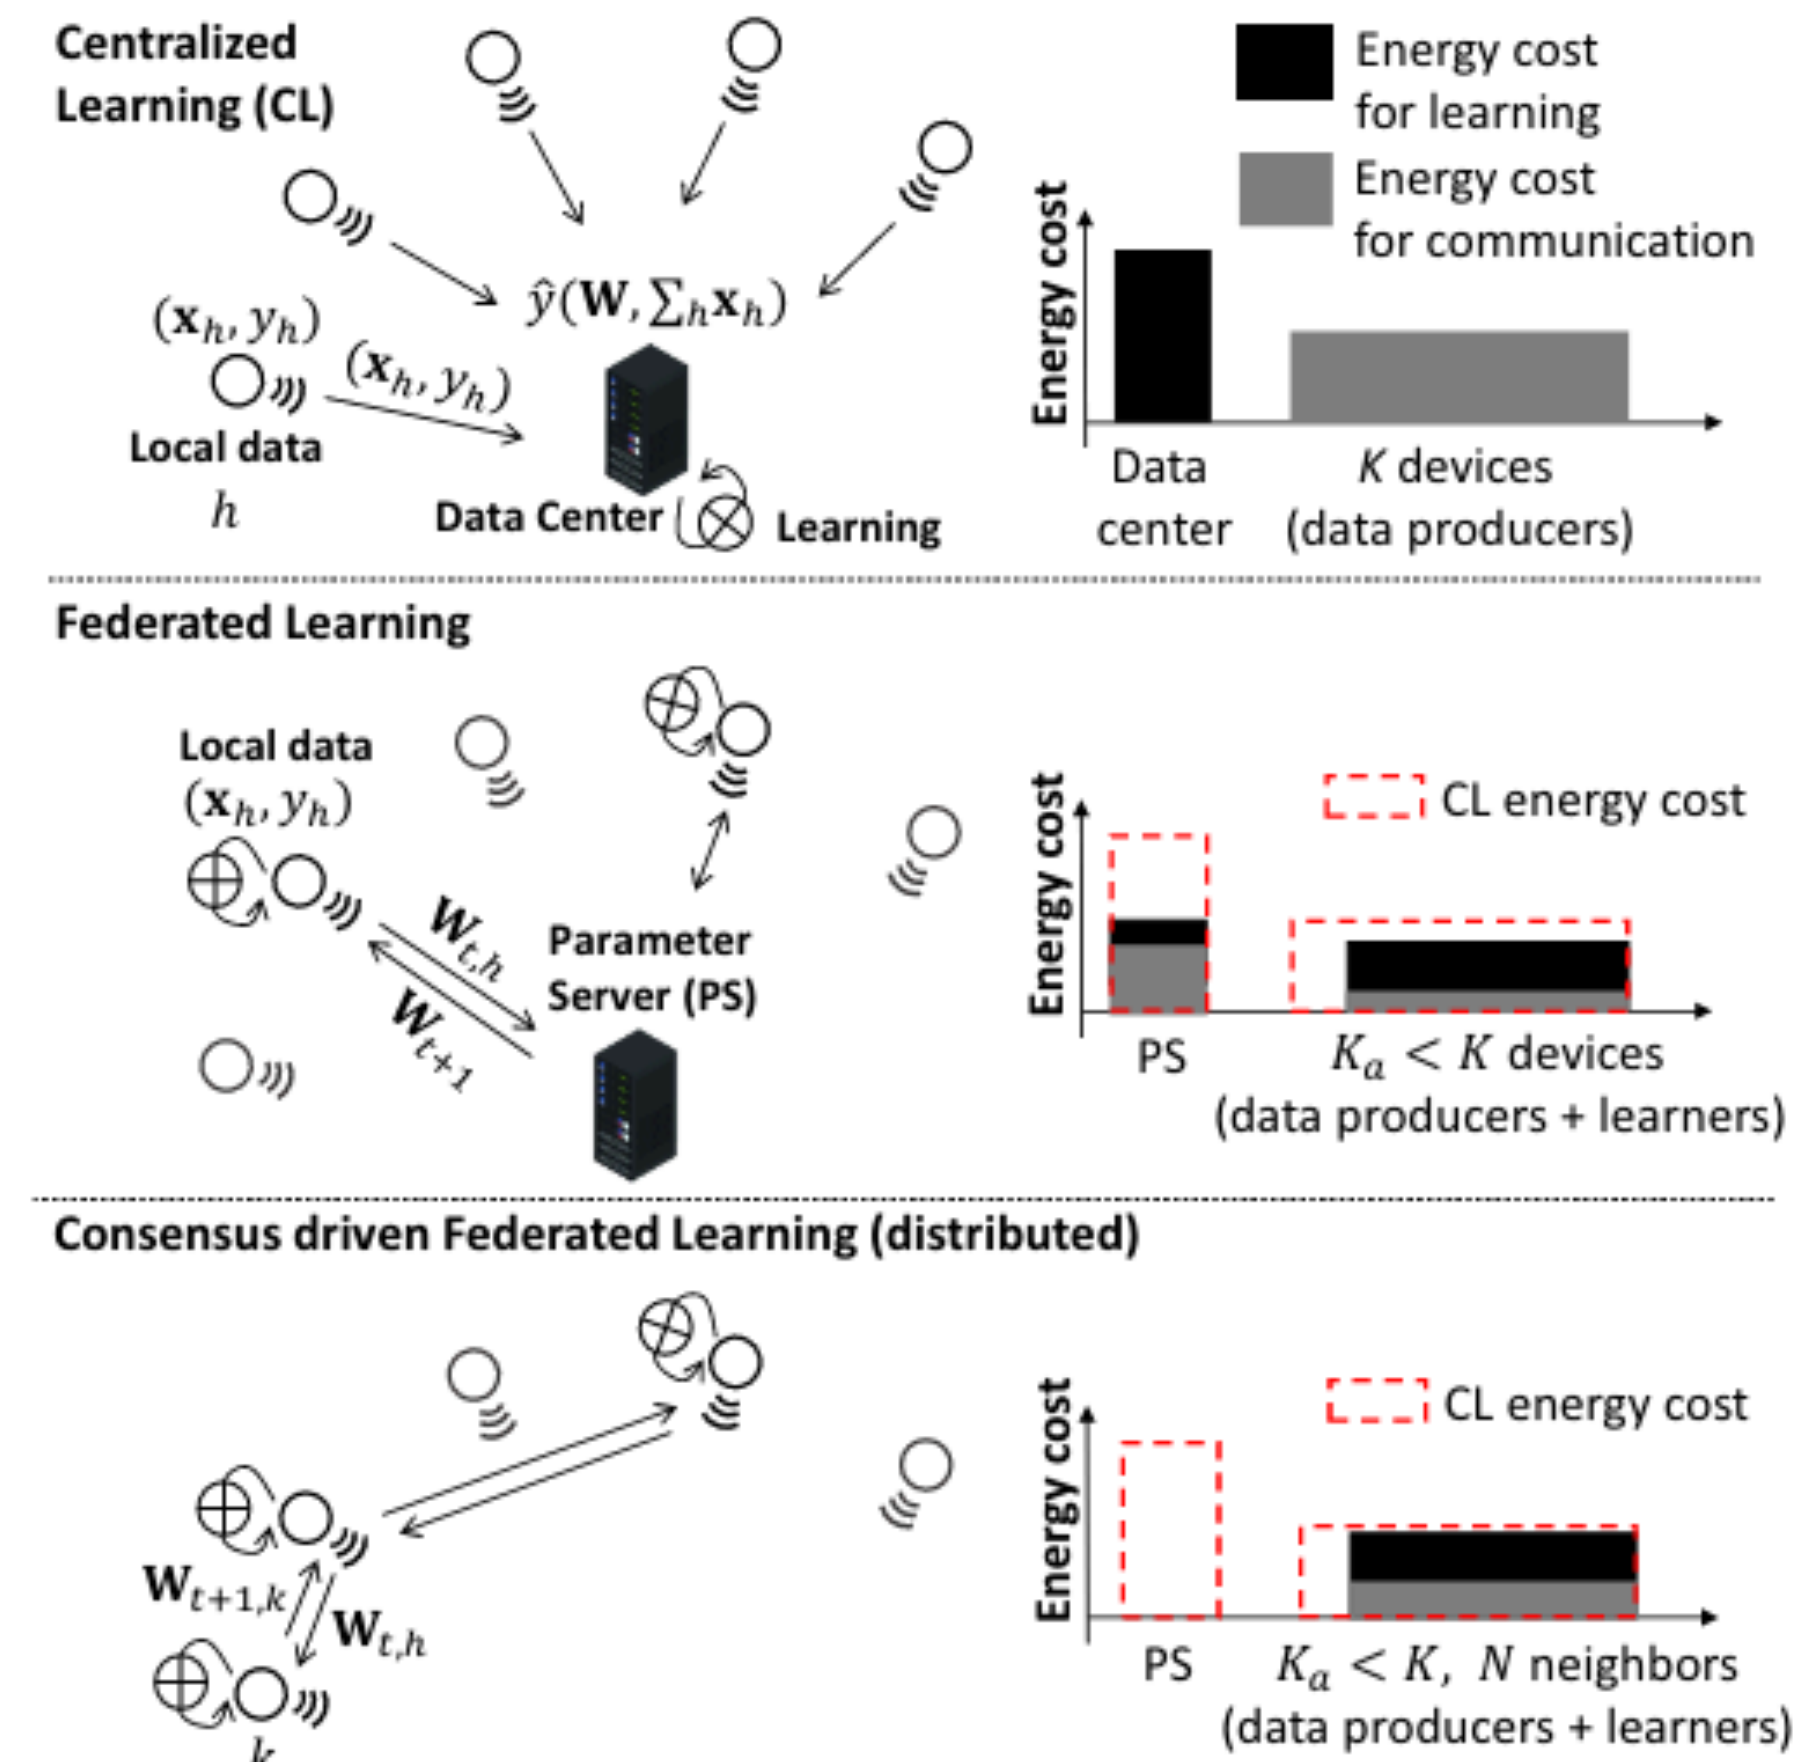 Centralized
Learning (CL)
(𝐱ₕ, yₕ)
(𝐱ₕ, yₕ)
ŷ(𝐖, ∑ₕ𝐱ₕ)
Local data
h
Data Center
Learning
Energy cost
for learning
Energy cost
for communication
Energy cost
Data
center
K devices
(data producers)
Federated Learning
Local data
(𝐱ₕ, yₕ)
𝐖ₜ,ₕ
𝐖ₜ₊₁
Parameter
Server (PS)
CL energy cost
Energy cost
PS
Kₐ < K devices
(data producers + learners)
Consensus driven Federated Learning (distributed)
𝐖ₜ₊₁,ₖ
𝐖ₜ,ₕ
k
CL energy cost
Energy cost
PS
Kₐ < K, N neighbors
(data producers + learners)